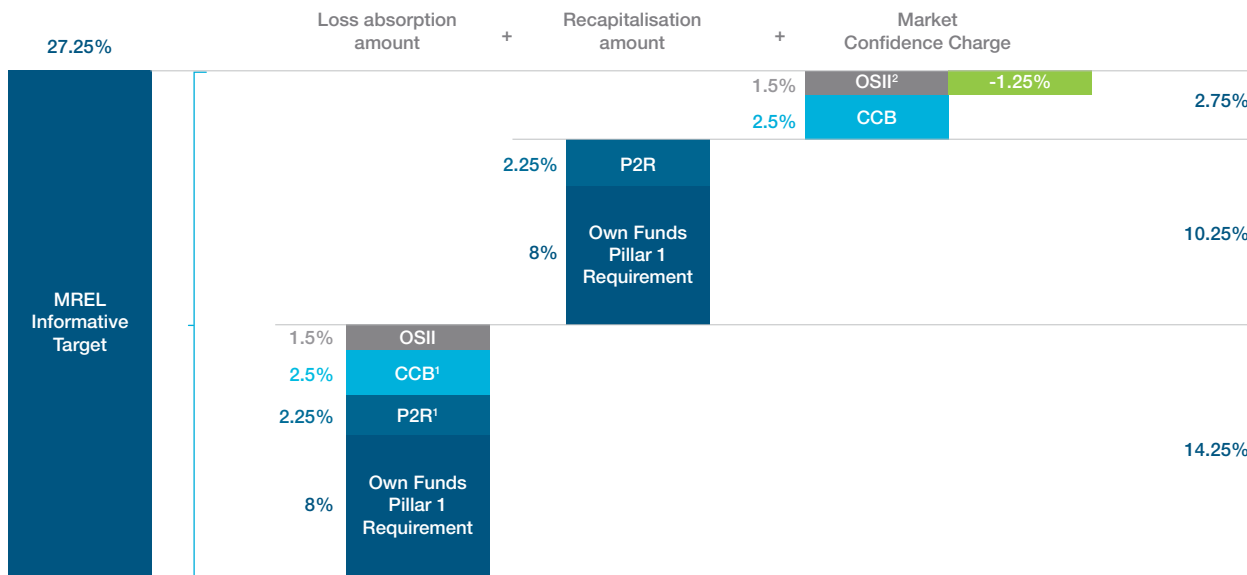 Loss absorption
amount
+
Recapitalisation
amount
+
Market
Confidence Charge
27.25%
1.5%
OSII²
-1.25%
2.75%
2.5%
CCB
2.25%
P2R
8%
Own Funds
Pillar 1
Requirement
10.25%
MREL
Informative
Target
1.5%
OSII
2.5%
CCB¹
2.25%
P2R¹
14.25%
8%
Own Funds
Pillar 1
Requirement